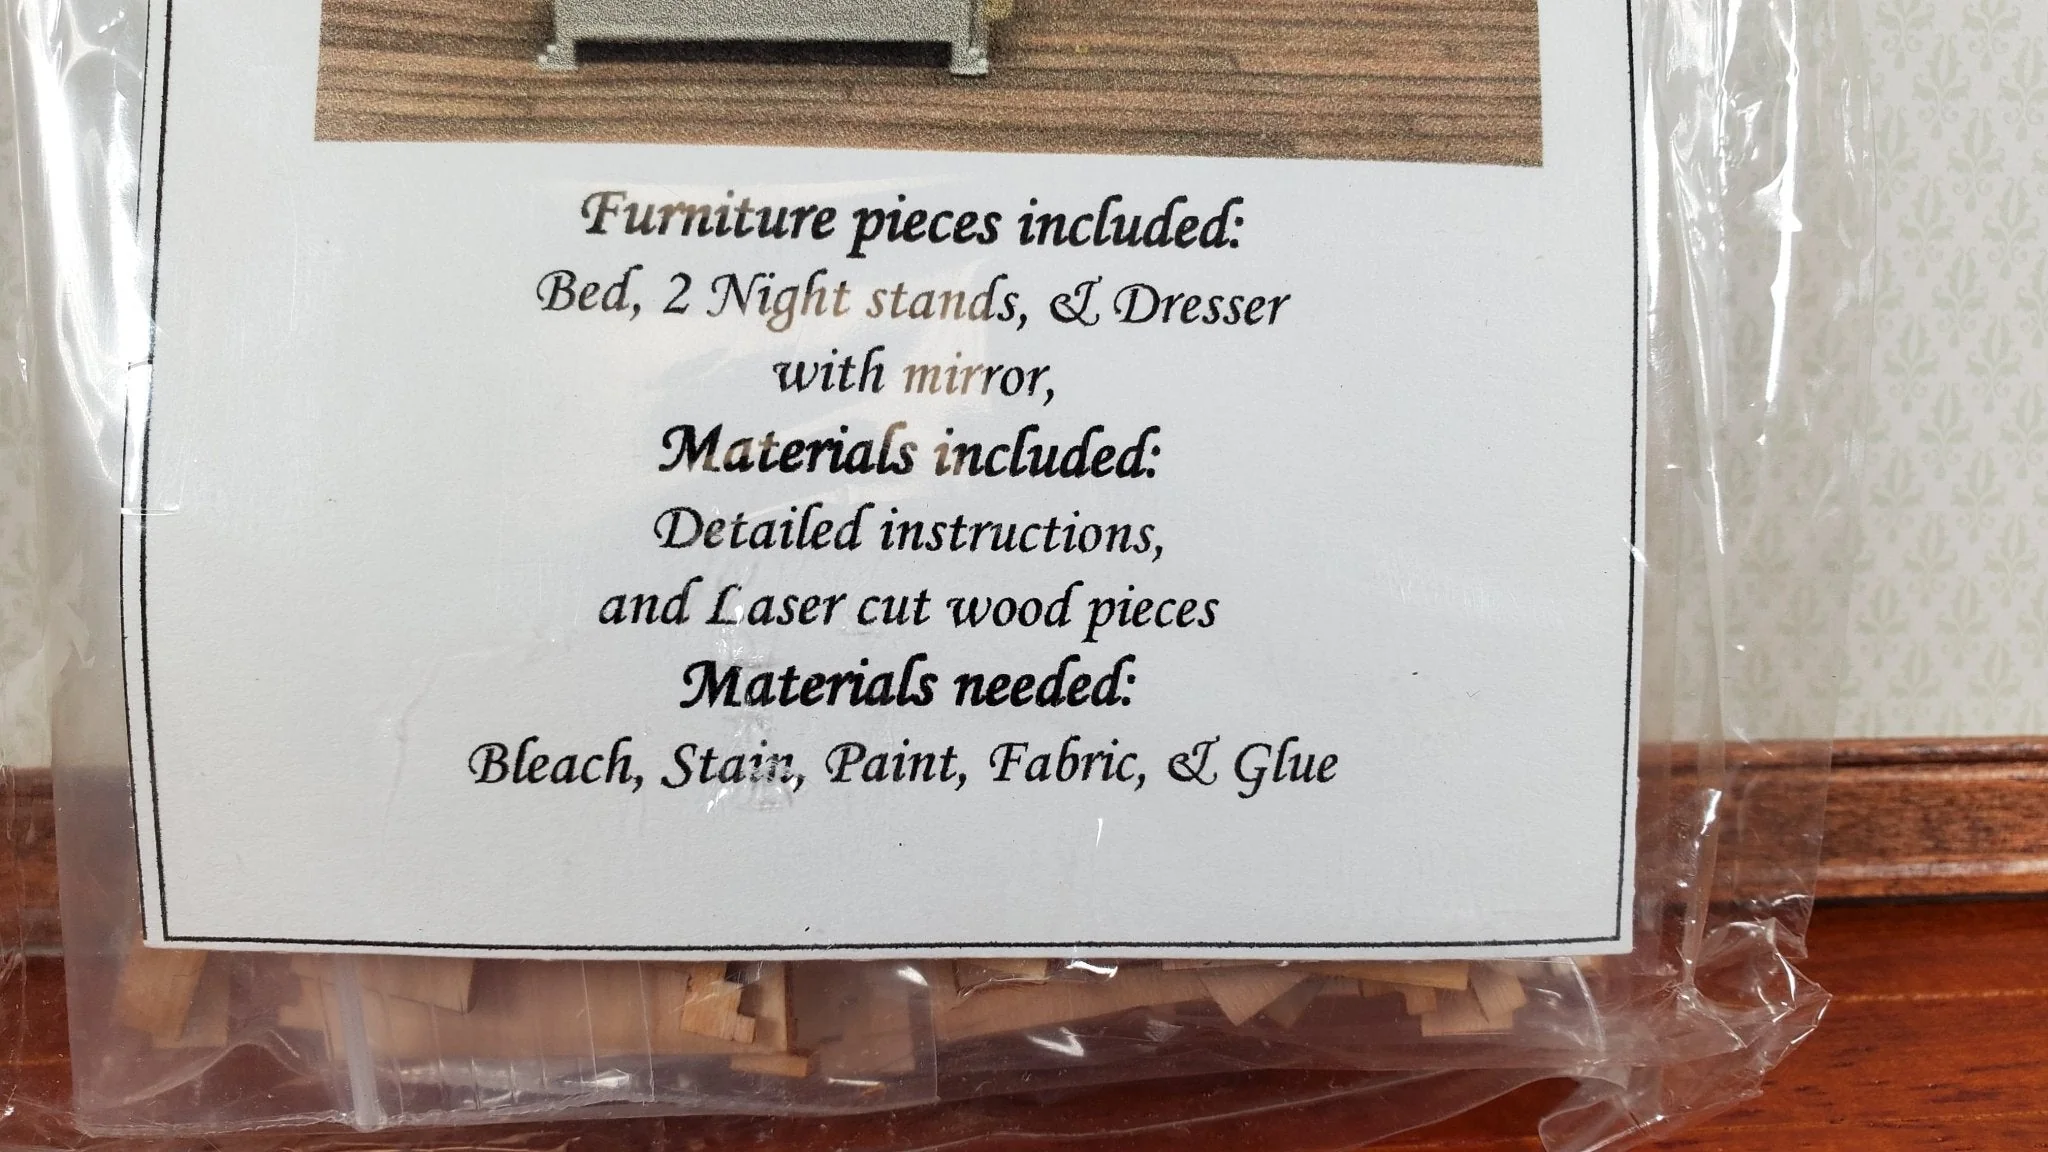 Furniture pieces included:
Bed, 2 Night stands, & Dresser
with mirror,
Materials included:
Detailed instructions,
and Laser cut wood pieces
Materials needed:
Bleach, Stain, Paint, Fabric, & Glue